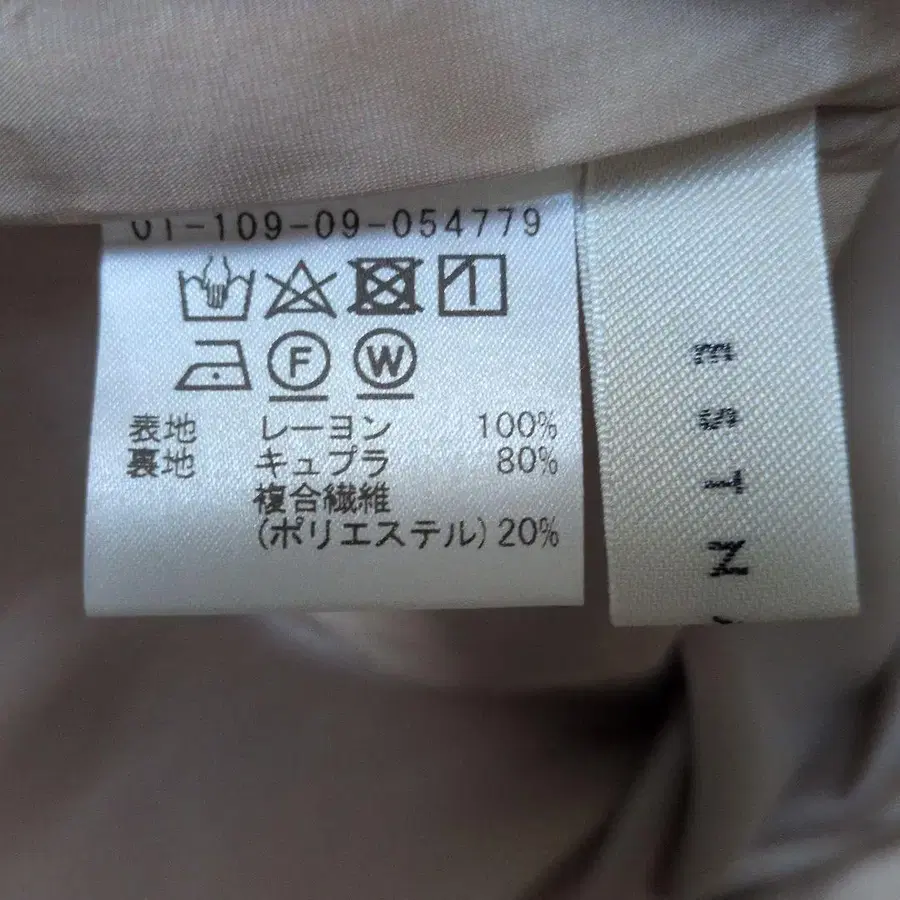 01-109-09-054779
F W
表地 レーヨン 100%
裏地 キュプラ 80%
複合繊維
(ポリエステル) 20%
ESTN